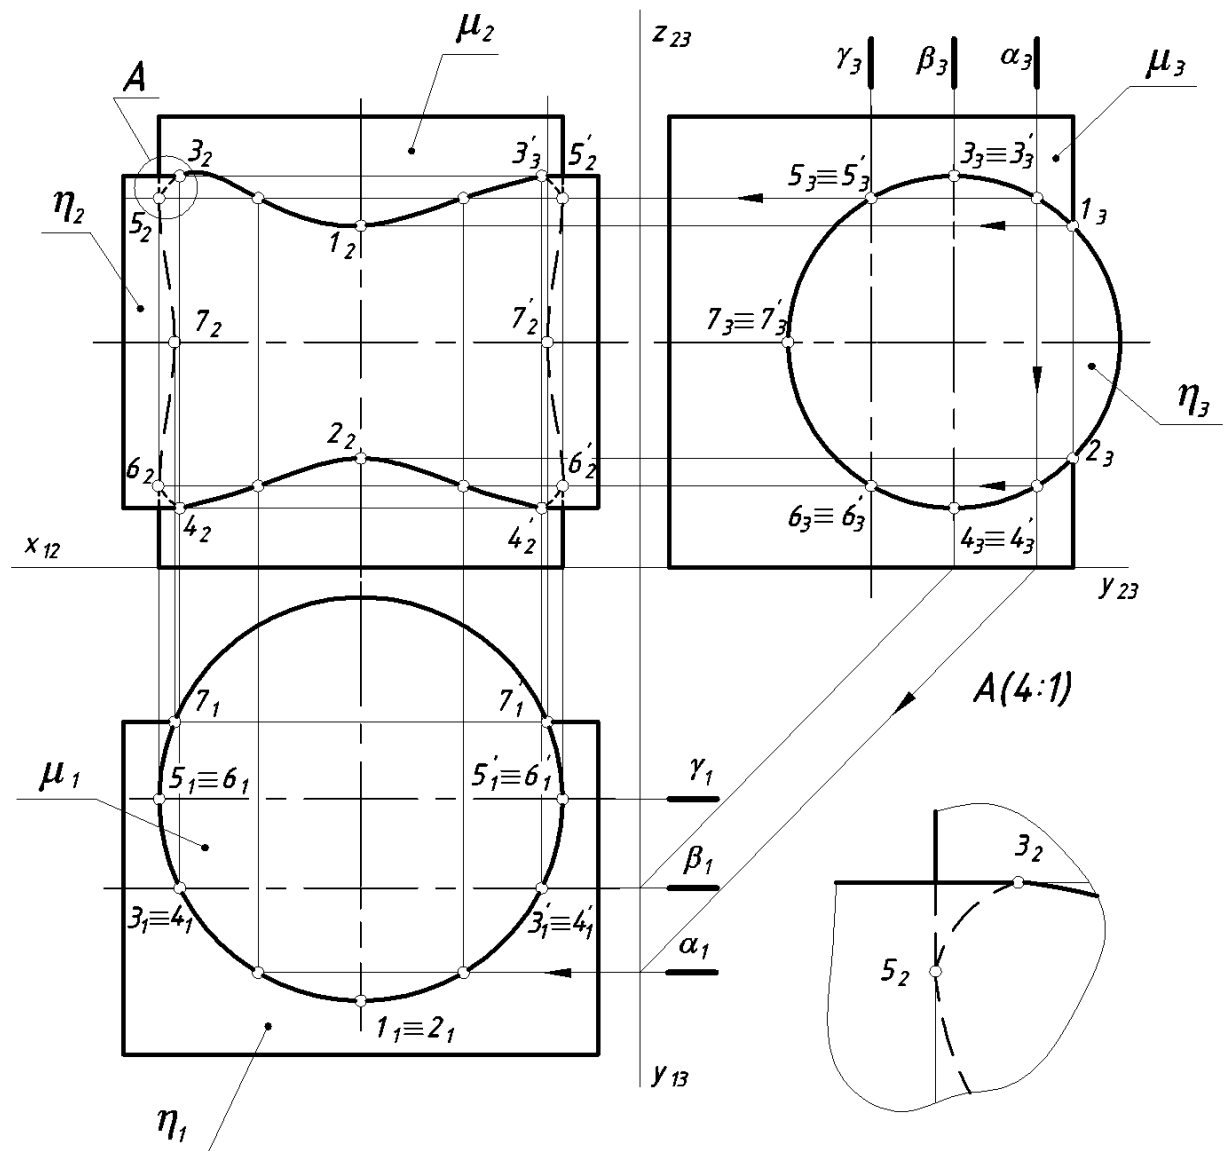 μ₂
z₂₃
γ₃ β₃ α₃
μ₃
A
3₂ 3′₃ 5′₂
5₃≡5′₃ 3₃≡3′₃
η₂
5₂ 1₂ 1₃
7₂ 7′₂ 7₃≡7′₃
η₃
6₂ 2₂ 6′₂ 2₃
4₂ 4′₂ 6₃≡6′₃ 4₃≡4′₃
x₁₂
y₂₃
7₁ 7′₁
A(4:1)
μ₁ 5₁≡6₁ 5′₁≡6′₁ γ₁
3₂
β₁
3₁≡4₁ 3′₁≡4′₁
α₁
5₂
1₁≡2₁
y₁₃
η₁